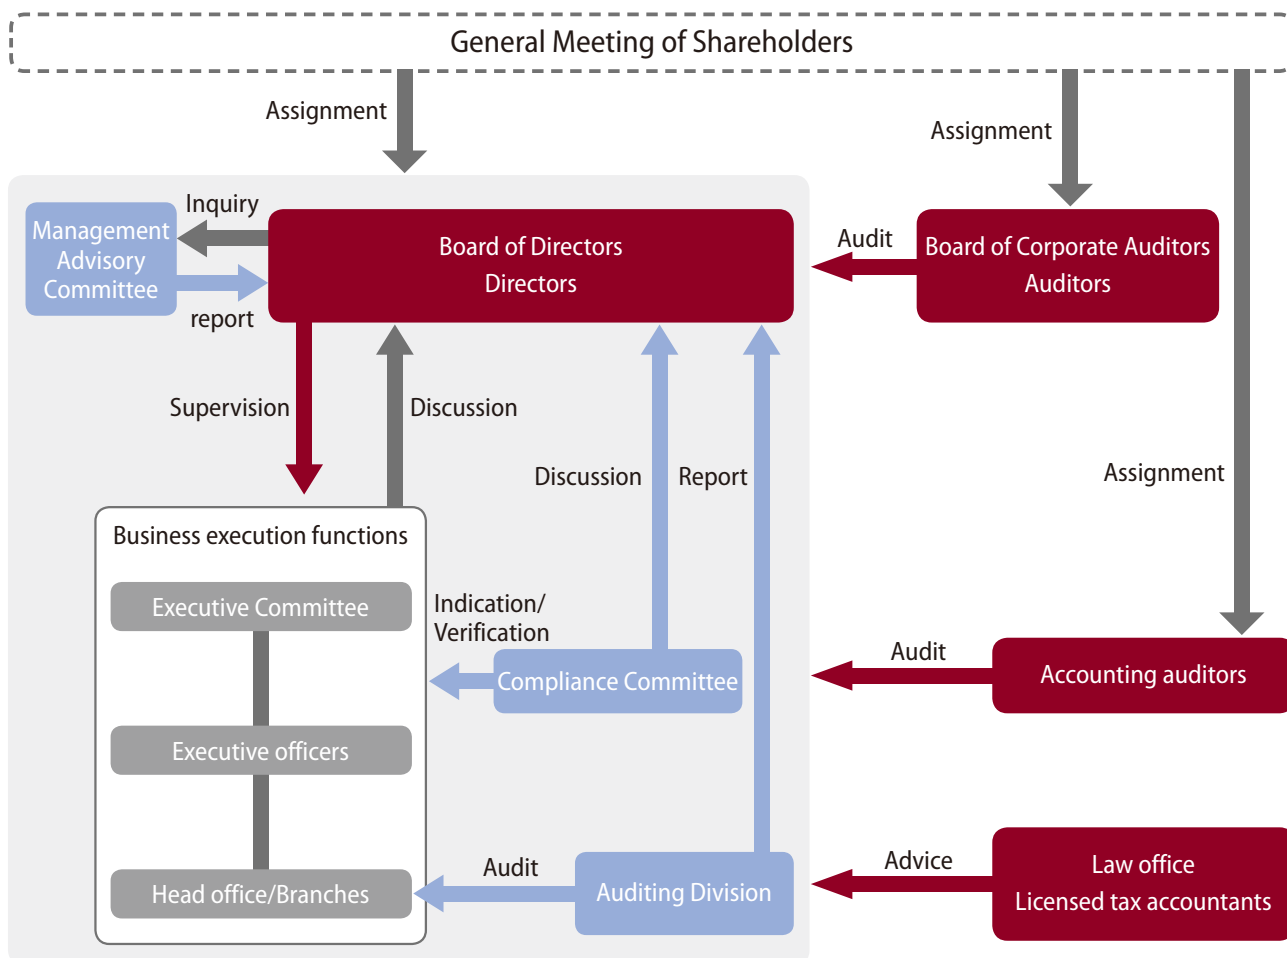 General Meeting of Shareholders
Assignment
Assignment
Inquiry
Management
Advisory
Committee
report
Board of Directors
Directors
Audit
Board of Corporate Auditors
Auditors
Supervision
Discussion
Discussion
Report
Assignment
Business execution functions
Executive Committee
Indication/
Verification
Compliance Committee
Audit
Accounting auditors
Executive officers
Head office/Branches
Audit
Auditing Division
Advice
Law office
Licensed tax accountants